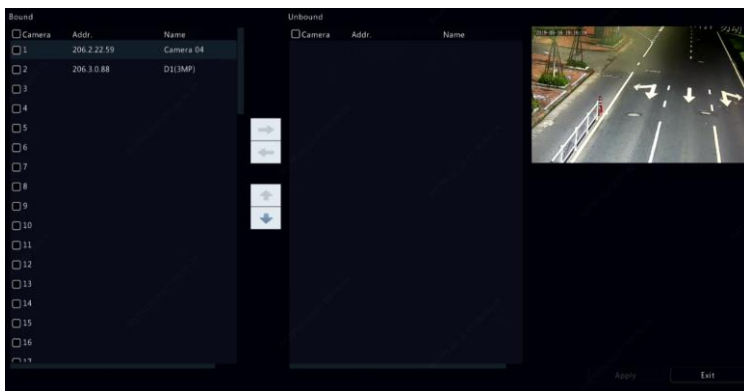 Bound
Unbound
Camera Addr. Name
Camera Addr. Name
1 206.2.22.59 Camera 04
2 206.3.0.88 D1(3MP)
3
4
5
6
7
8
9
10
11
12
13
14
15
16
17
Apply Exit